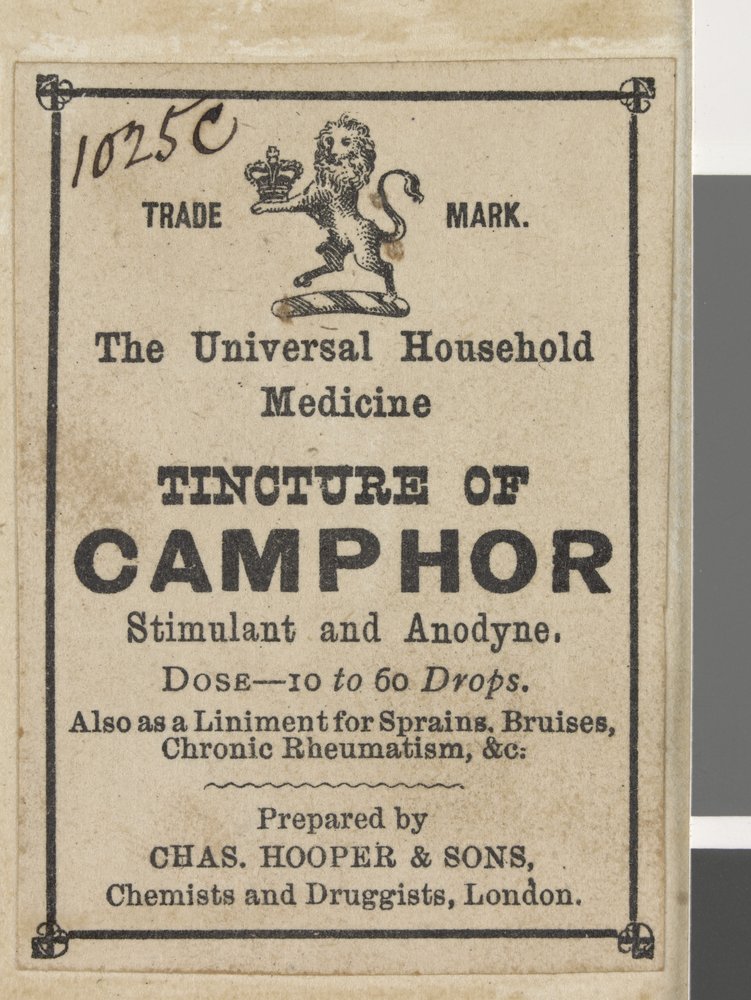 1025C
TRADE MARK.
The Universal Household
Medicine
TINCTURE OF
CAMPHOR
Stimulant and Anodyne.
DOSE—10 to 60 Drops.
Also as a Liniment for Sprains. Bruises,
Chronic Rheumatism, &c.
Prepared by
CHAS. HOOPER & SONS,
Chemists and Druggists, London.